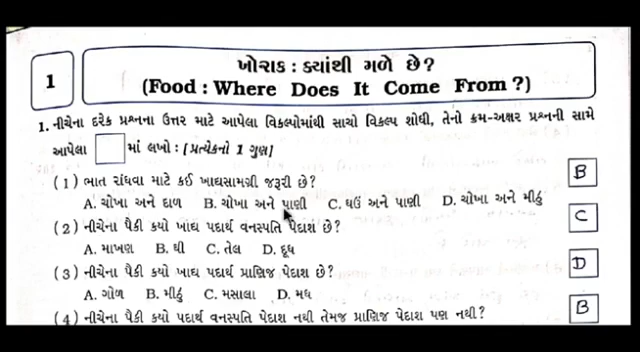 1
ખોરાક : ક્યાંથી મળે છે?
(Food : Where Does It Come From ?)
1. નીચેના દરેક પ્રશ્નના ઉત્તર માટે આપેલા વિકલ્પોમાંથી સાચો વિકલ્પ શોધી, તેનો ક્રમ-અક્ષર પ્રશ્નની સામે
આપેલા માં લખો : [પ્રત્યેકનો 1 ગુણ]
(1) ભાત રાંધવા માટે કઈ ખાદ્યસામગ્રી જરૂરી છે? B
A. ચોખા અને દાળ B. ચોખા અને પાણી C. ઘઉં અને પાણી D. ચોખા અને મીઠું
(2) નીચેના પૈકી કયો ખાદ્ય પદાર્થ વનસ્પતિ પેદાશ છે? C
A. માખણ B. ઘી C. તેલ D. દૂધ
(3) નીચેના પૈકી કયો ખાદ્ય પદાર્થ પ્રાણિજ પેદાશ છે? D
A. ગોળ B. મીઠું C. મસાલા D. મધ
(4) નીચેના પૈકી કયો પદાર્થ વનસ્પતિ પેદાશ નથી તેમજ પ્રાણિજ પેદાશ પણ નથી? B